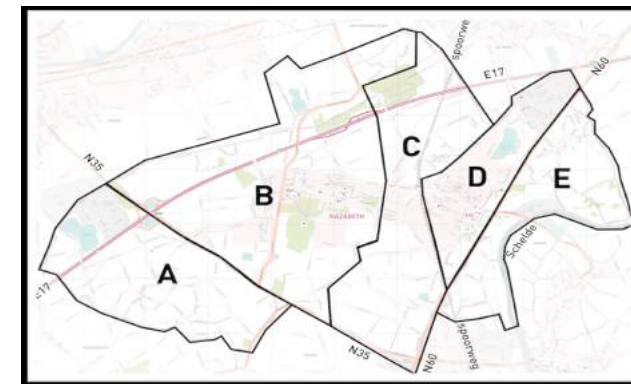 spoorwe
N60
E17
C
N35
B
D
E
NAZARETH
Schelde
A
E17
spoorweg
N35
N60